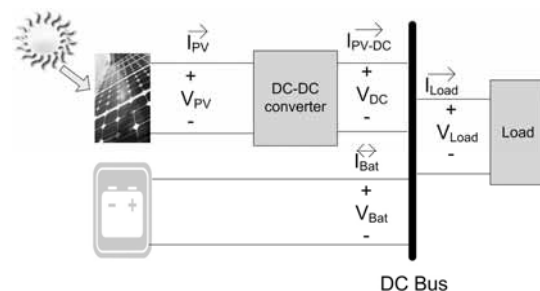 I_PV
+
V_PV
-
DC-DC
converter
I_PV-DC
+
V_DC
-
I_Load
+
V_Load
-
Load
- +
I_Bat
+
V_Bat
-
DC Bus